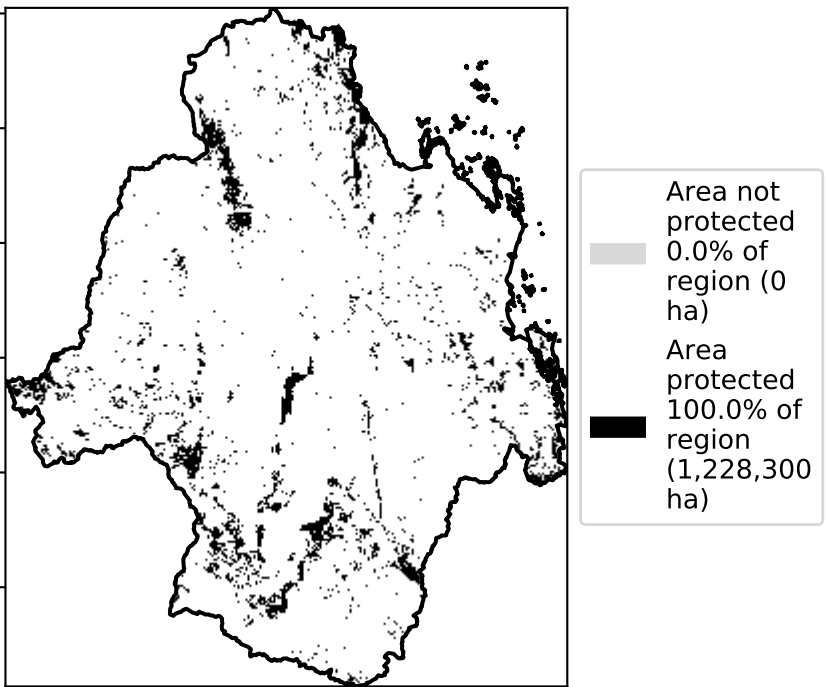 Area not
protected
0.0% of
region (0
ha)
Area
protected
100.0% of
region
(1,228,300
ha)